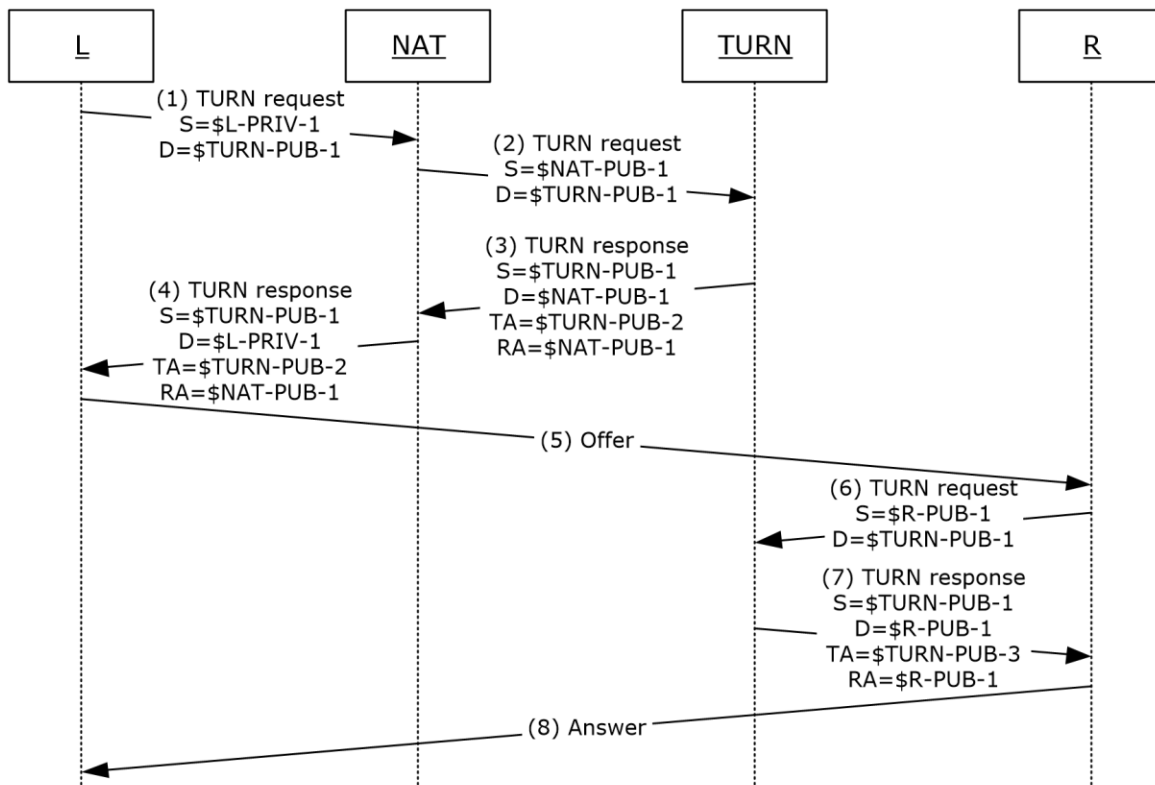 L
NAT
TURN
R
(1) TURN request
S=$L-PRIV-1
D=$TURN-PUB-1
(2) TURN request
S=$NAT-PUB-1
D=$TURN-PUB-1
(3) TURN response
S=$TURN-PUB-1
D=$NAT-PUB-1
TA=$TURN-PUB-2
RA=$NAT-PUB-1
(4) TURN response
S=$TURN-PUB-1
D=$L-PRIV-1
TA=$TURN-PUB-2
RA=$NAT-PUB-1
(5) Offer
(6) TURN request
S=$R-PUB-1
D=$TURN-PUB-1
(7) TURN response
S=$TURN-PUB-1
D=$R-PUB-1
TA=$TURN-PUB-3
RA=$R-PUB-1
(8) Answer